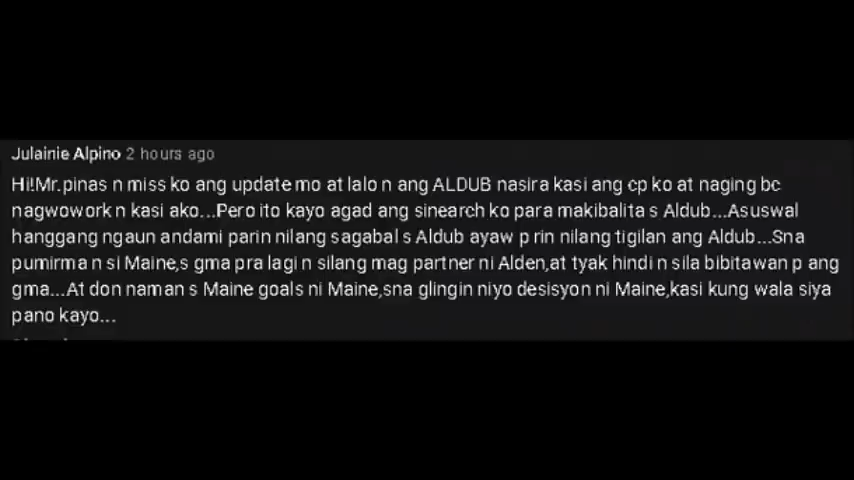 Julainie Alpino 2 hours ago
Hi!Mr.pinas n miss ko ang update mo at lalo n ang ALDUB nasira kasi ang cp ko at naging bc
nagwowork n kasi ako...Pero ito kayo agad ang sinearch ko para makibalita s Aldub...Asuswal
hanggang ngaun andami parin nilang sagabal s Aldub ayaw p rin nilang tigilan ang Aldub...Sna
pumirma n si Maine,s gma pra lagi n silang mag partner ni Alden,at tyak hindi n sila bibitawan p ang
gma...At don naman s Maine goals ni Maine,sna glingin niyo desisyon ni Maine,kasi kung wala siya
pano kayo...